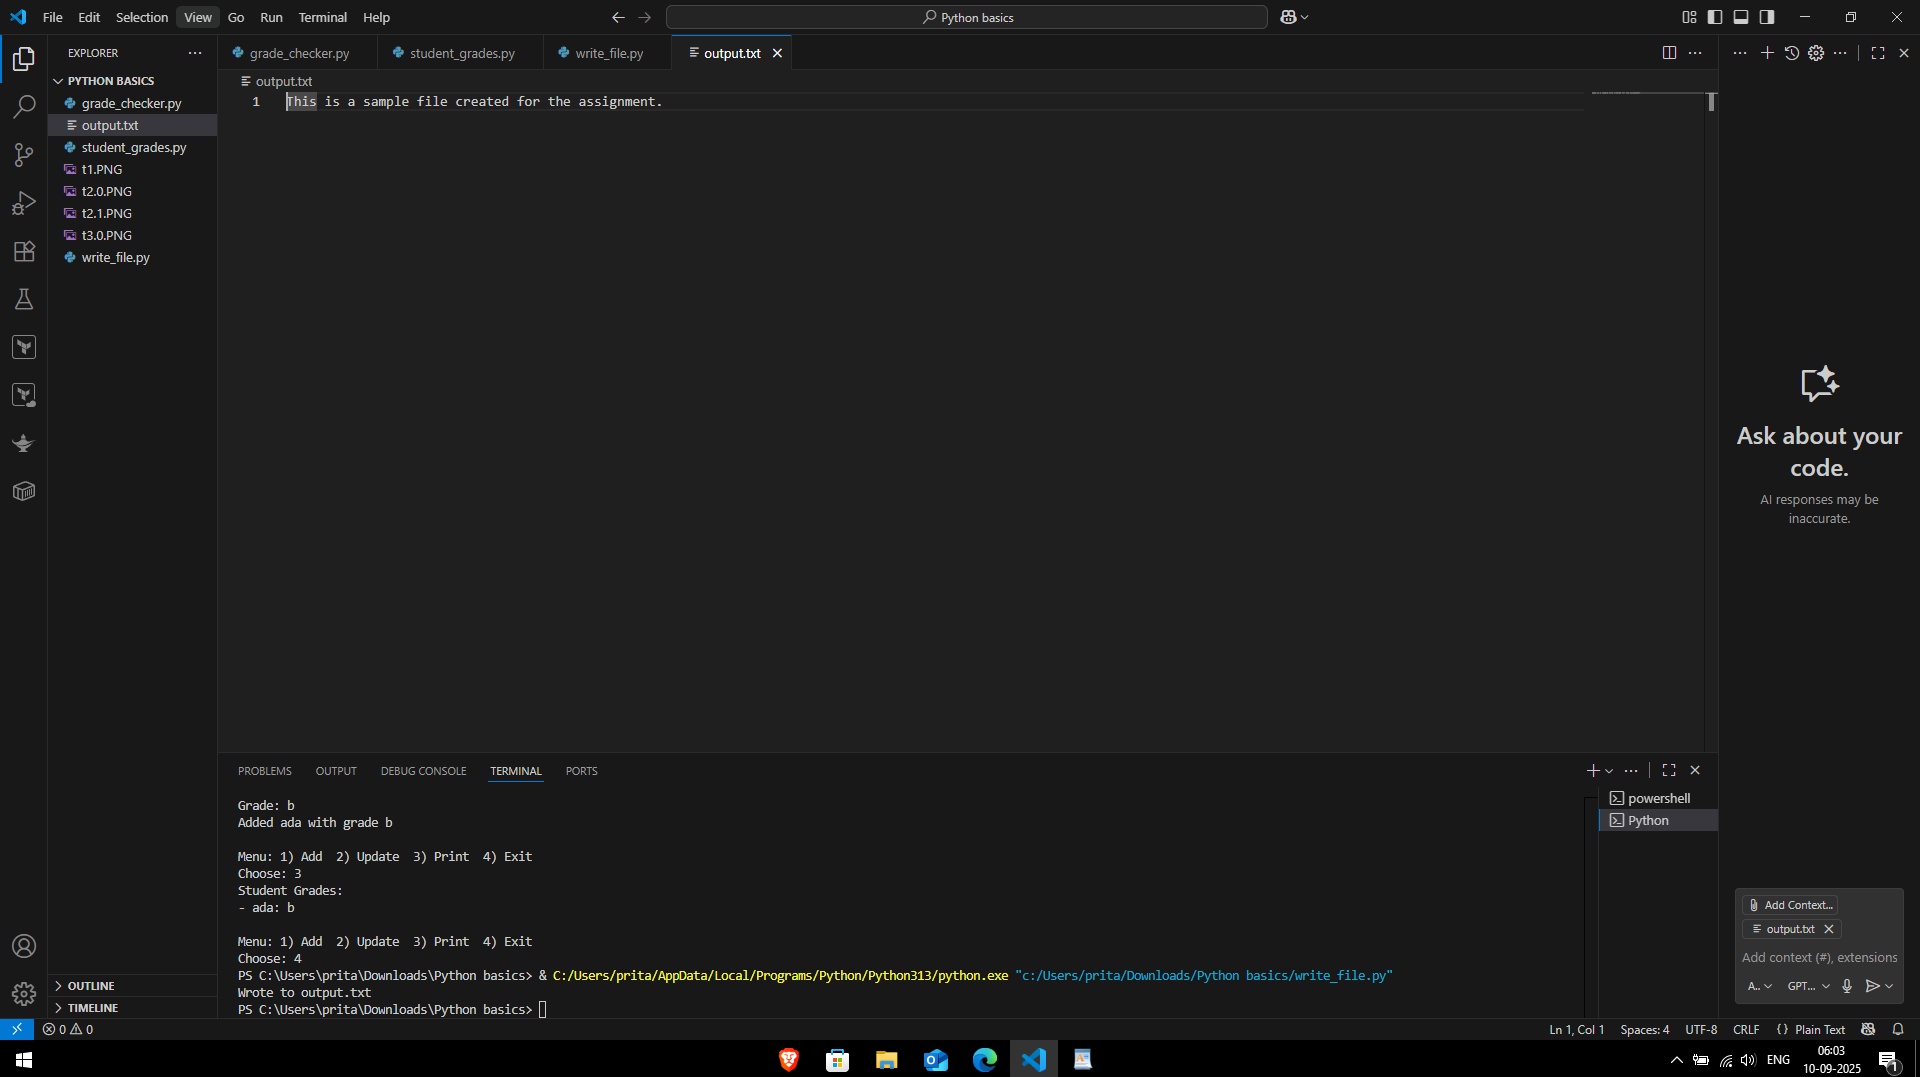 File Edit Selection View Go Run Terminal Help
Python basics
EXPLORER
PYTHON BASICS
grade_checker.py
output.txt
student_grades.py
t1.PNG
t2.0.PNG
t2.1.PNG
t3.0.PNG
write_file.py
OUTLINE
TIMELINE
grade_checker.py student_grades.py write_file.py output.txt
output.txt
1 This is a sample file created for the assignment.
PROBLEMS OUTPUT DEBUG CONSOLE TERMINAL PORTS
Grade: b
Added ada with grade b
Menu: 1) Add 2) Update 3) Print 4) Exit
Choose: 3
Student Grades:
- ada: b
Menu: 1) Add 2) Update 3) Print 4) Exit
Choose: 4
PS C:\Users\prita\Downloads\Python basics> & C:/Users/prita/AppData/Local/Programs/Python/Python313/python.exe "c:/Users/prita/Downloads/Python basics/write_file.py"
Wrote to output.txt
PS C:\Users\prita\Downloads\Python basics>
powershell
Python
Ask about your
code.
AI responses may be
inaccurate.
Add Context...
output.txt
Add context (#), extensions
A.. GPT...
0 0
Ln 1, Col 1 Spaces: 4 UTF-8 CRLF {} Plain Text
ENG
06:03
10-09-2025
1